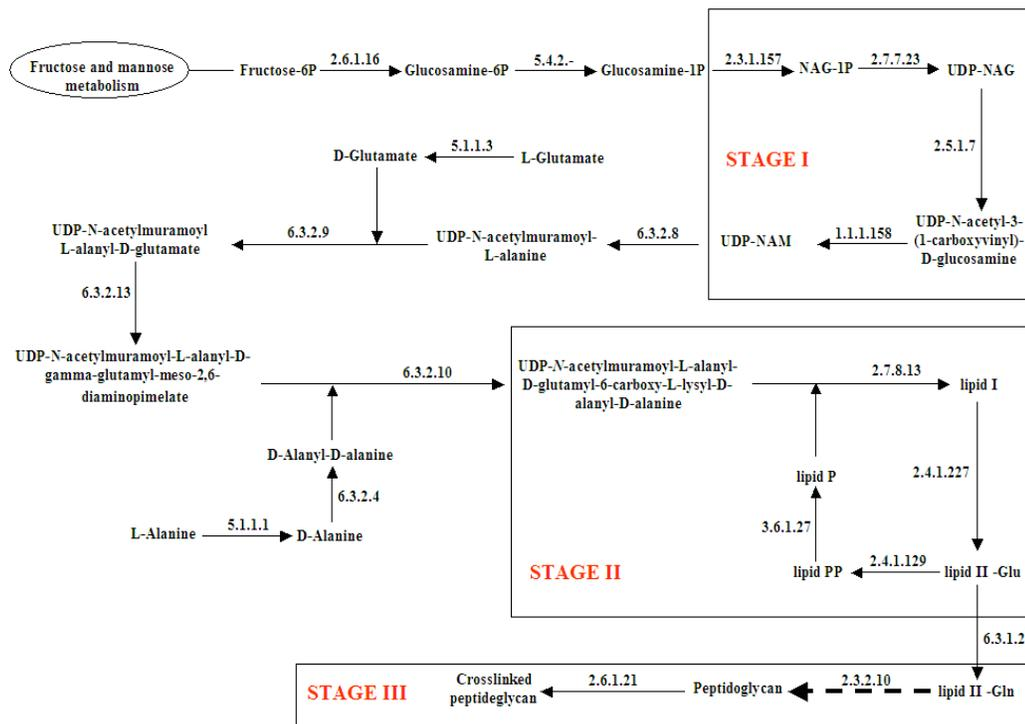 Fructose and mannose
metabolism
Fructose-6P
2.6.1.16
Glucosamine-6P
5.4.2.-
Glucosamine-1P
2.3.1.157
NAG-1P
2.7.7.23
UDP-NAG
D-Glutamate
5.1.1.3
L-Glutamate
STAGE I
2.5.1.7
UDP-N-acetylmuramoyl
L-alanyl-D-glutamate
6.3.2.9
UDP-N-acetylmuramoyl-
L-alanine
6.3.2.8
UDP-NAM
1.1.1.158
UDP-N-acetyl-3-
(1-carboxyvinyl)-
D-glucosamine
6.3.2.13
UDP-N-acetylmuramoyl-L-alanyl-D-
gamma-glutamyl-meso-2,6-
diaminopimelate
6.3.2.10
UDP-N-acetylmuramoyl-L-alanyl-
D-glutamyl-6-carboxy-L-lysyl-D-
alanyl-D-alanine
2.7.8.13
lipid I
D-Alanyl-D-alanine
6.3.2.4
L-Alanine
5.1.1.1
D-Alanine
lipid P
2.4.1.227
3.6.1.27
STAGE II
lipid PP
2.4.1.129
lipid II -Glu
6.3.1.2
STAGE III
Crosslinked
peptideglycan
2.6.1.21
Peptidoglycan
2.3.2.10
lipid II -Gln